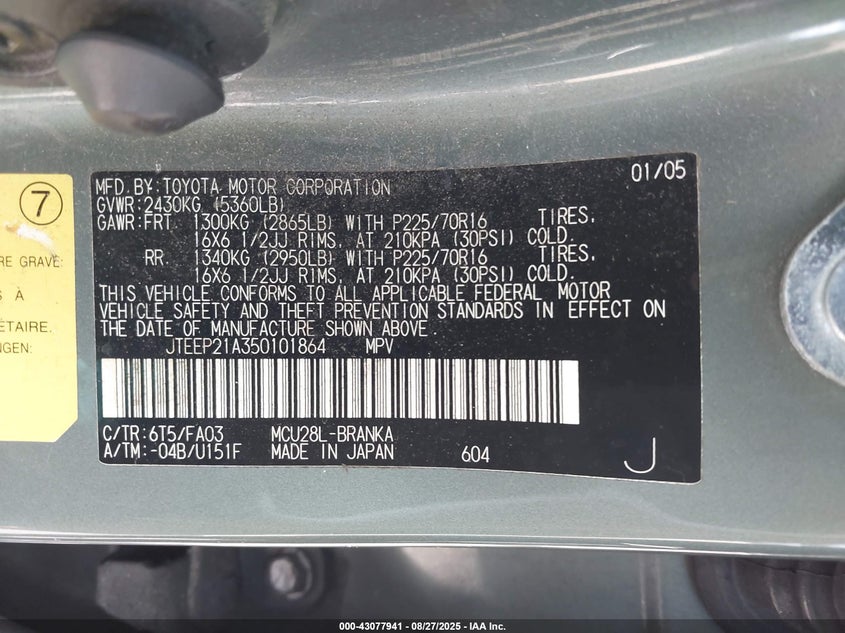 7
RE GRAVE:
S À
ÉTAIRE.
NGEN:
MFD.BY:TOYOTA MOTOR CORPORATION 01/05
GVWR:2430KG (5360LB)
GAWR:FRT 1300KG (2865LB) WITH P225/70R16 TIRES,
16X6 1/2JJ RIMS, AT 210KPA (30PSI) COLD.
RR 1340KG (2950LB) WITH P225/70R16 TIRES,
16X6 1/2JJ RIMS, AT 210KPA (30PSI) COLD.
THIS VEHICLE CONFORMS TO ALL APPLICABLE FEDERAL MOTOR
VEHICLE SAFETY AND THEFT PREVENTION STANDARDS IN EFFECT ON
THE DATE OF MANUFACTURE SHOWN ABOVE.
JTEEP21A350101864 MPV
C/TR:6T5/FA03 MCU28L-BRANKA
A/TM:-04B/U151F MADE IN JAPAN 604 J
000-43077941 - 08/27/2025 - IAA Inc.